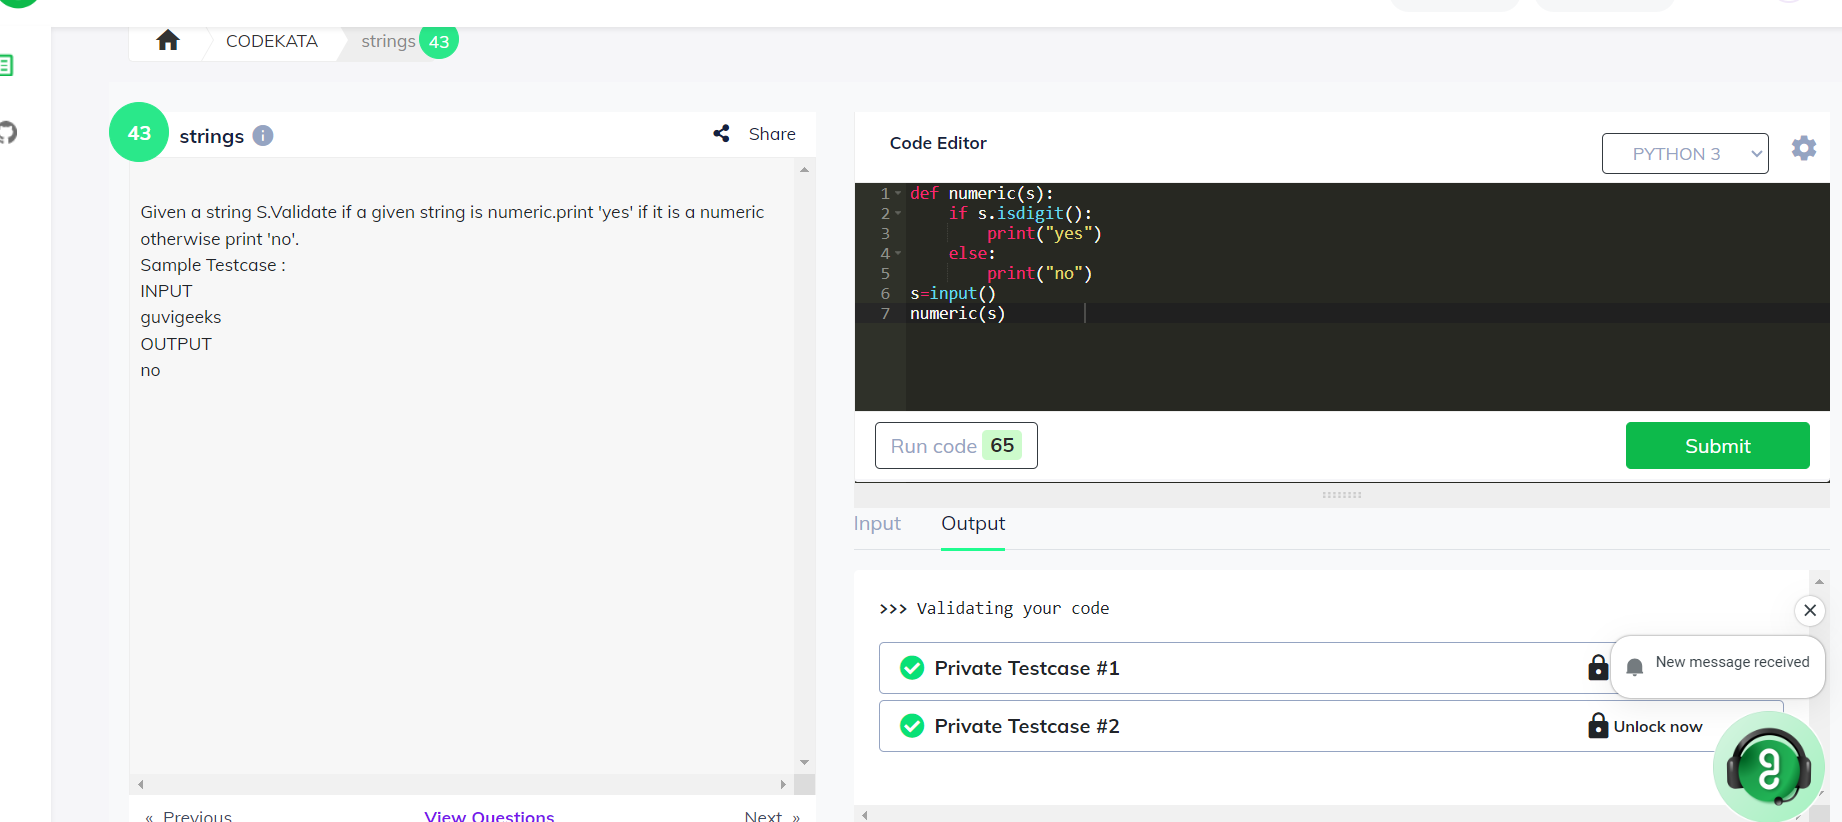 CODEKATA
strings 43
43
strings
Share
Given a string S.Validate if a given string is numeric.print 'yes' if it is a numeric
otherwise print 'no'.
Sample Testcase :
INPUT
guvigeeks
OUTPUT
no
« Previous
View Questions
Next »
Code Editor
PYTHON 3
1 def numeric(s):
2 if s.isdigit():
3 print("yes")
4 else:
5 print("no")
6 s=input()
7 numeric(s)
Run code 65
Submit
Input
Output
>>> Validating your code
Private Testcase #1
New message received
Private Testcase #2
Unlock now